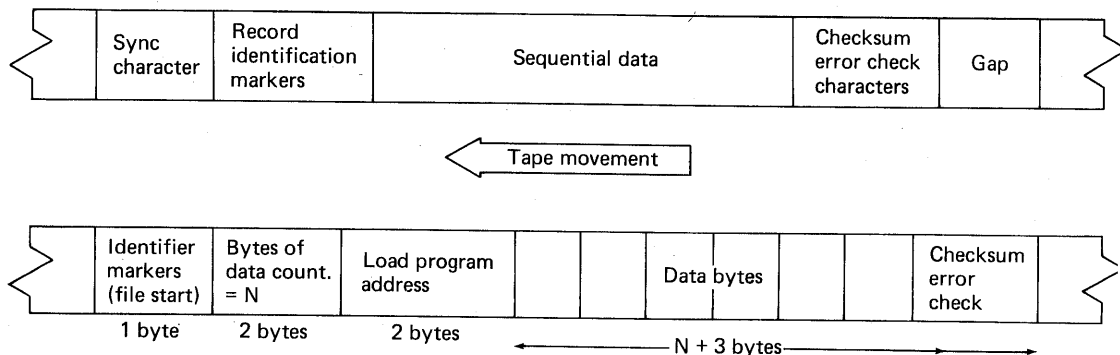 Sync
character
Record
identification
markers
Sequential data
Checksum
error check
characters
Gap
Tape movement
Identifier
markers
(file start)
Bytes of
data count.
= N
Load program
address
Data bytes
Checksum
error
check
1 byte
2 bytes
2 bytes
N + 3 bytes